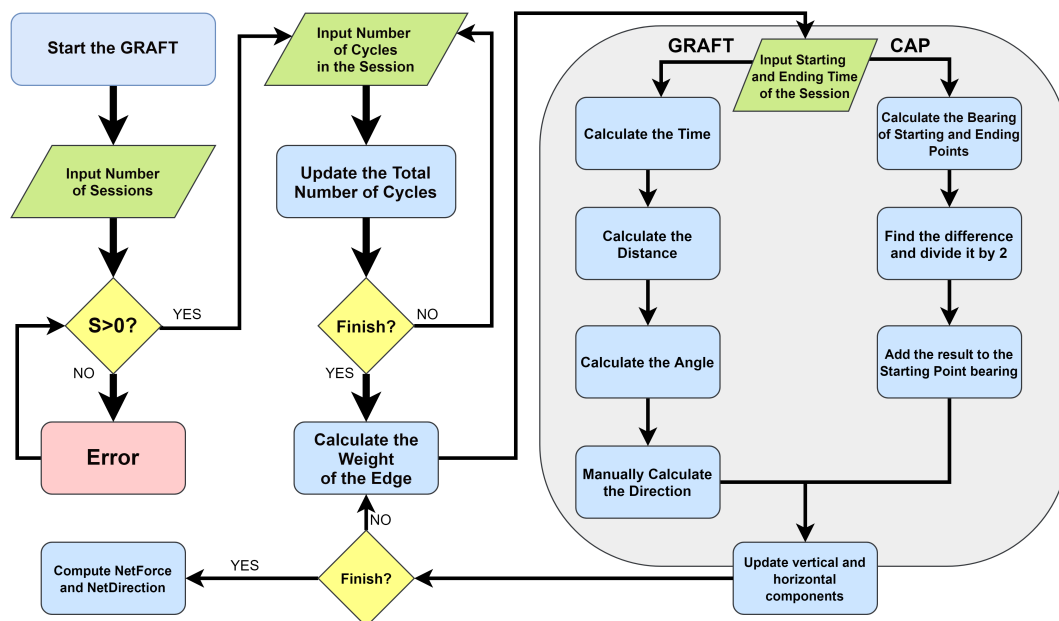 Start the GRAFT
Input Number
of Sessions
S>0?
YES
NO
Error
Input Number
of Cycles
in the Session
Update the Total
Number of Cycles
Finish?
NO
YES
Calculate the
Weight
of the Edge
NO
Finish?
YES
Compute NetForce
and NetDirection
GRAFT
CAP
Input Starting
and Ending Time
of the Session
Calculate the Time
Calculate the
Distance
Calculate the Angle
Manually Calculate
the Direction
Calculate the Bearing
of Starting and Ending
Points
Find the difference
and divide it by 2
Add the result to the
Starting Point bearing
Update vertical and
horizontal
components